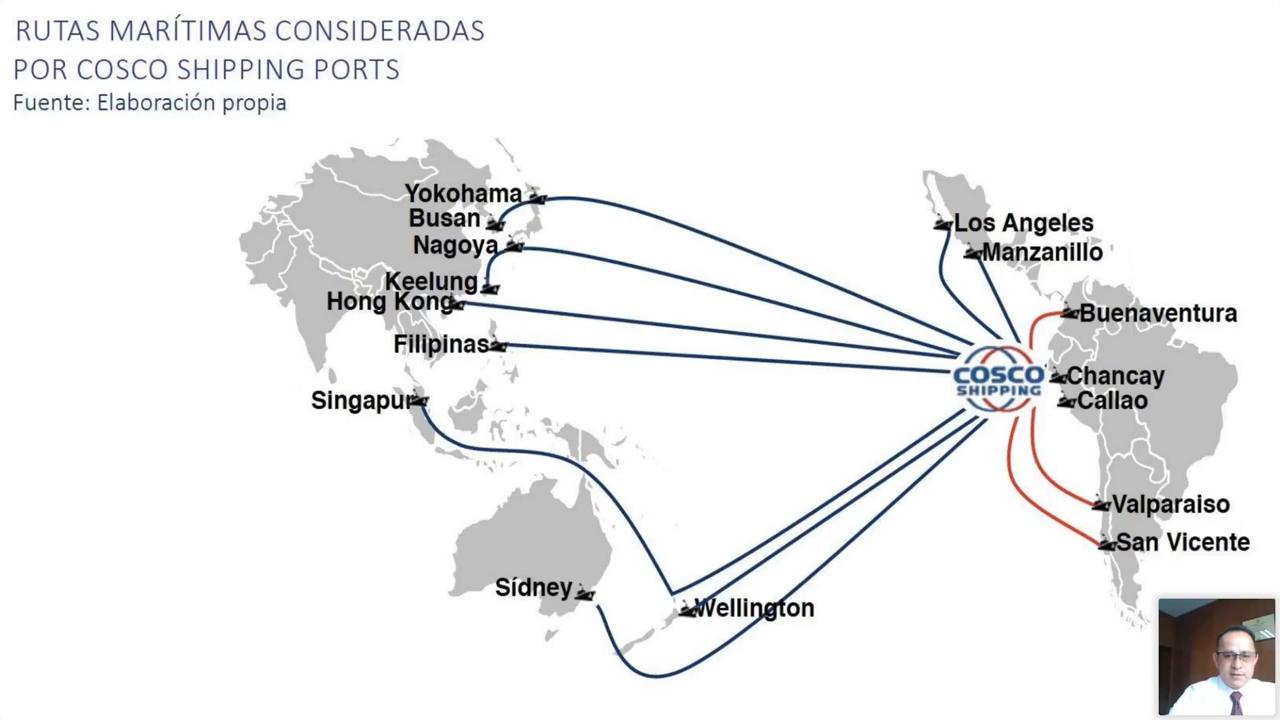 RUTAS MARÍTIMAS CONSIDERADAS
POR COSCO SHIPPING PORTS
Fuente: Elaboración propia
Yokohama
Busan
Nagoya
Keelung
Hong Kong
Filipinas
Singapur
Sídney
Wellington
COSCO
SHIPPING
Los Angeles
Manzanillo
Buenaventura
Chancay
Callao
Valparaiso
San Vicente